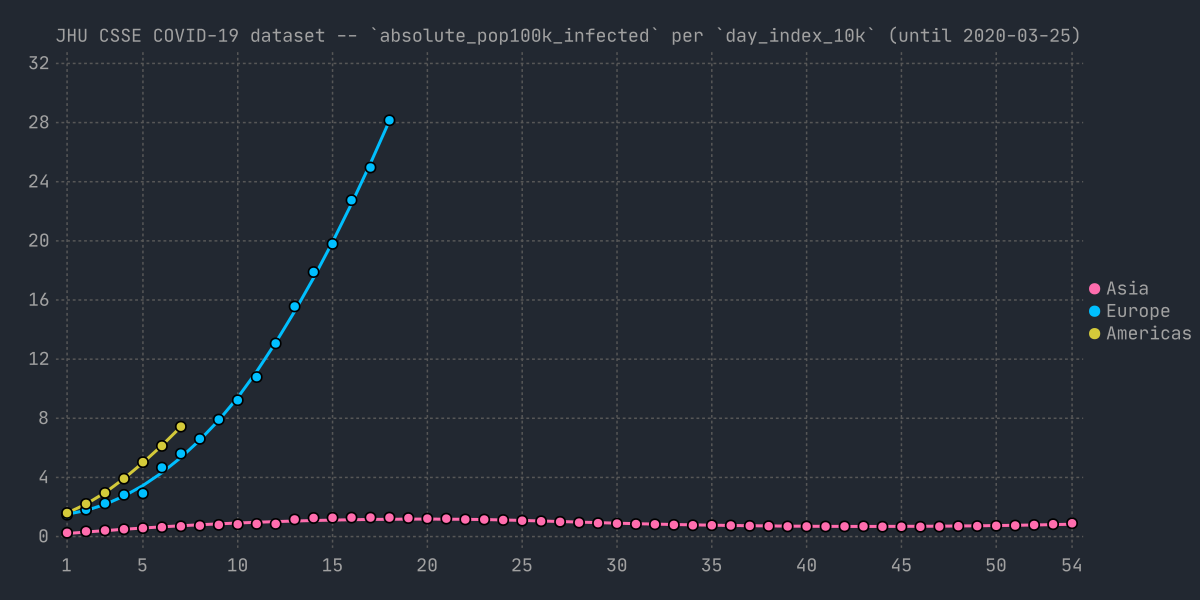 JHU CSSE COVID-19 dataset -- `absolute_pop100k_infected` per `day_index_10k` (until 2020-03-25)
32
28
24
20
16
12
8
4
0
1 5 10 15 20 25 30 35 40 45 50 54
Asia
Europe
Americas